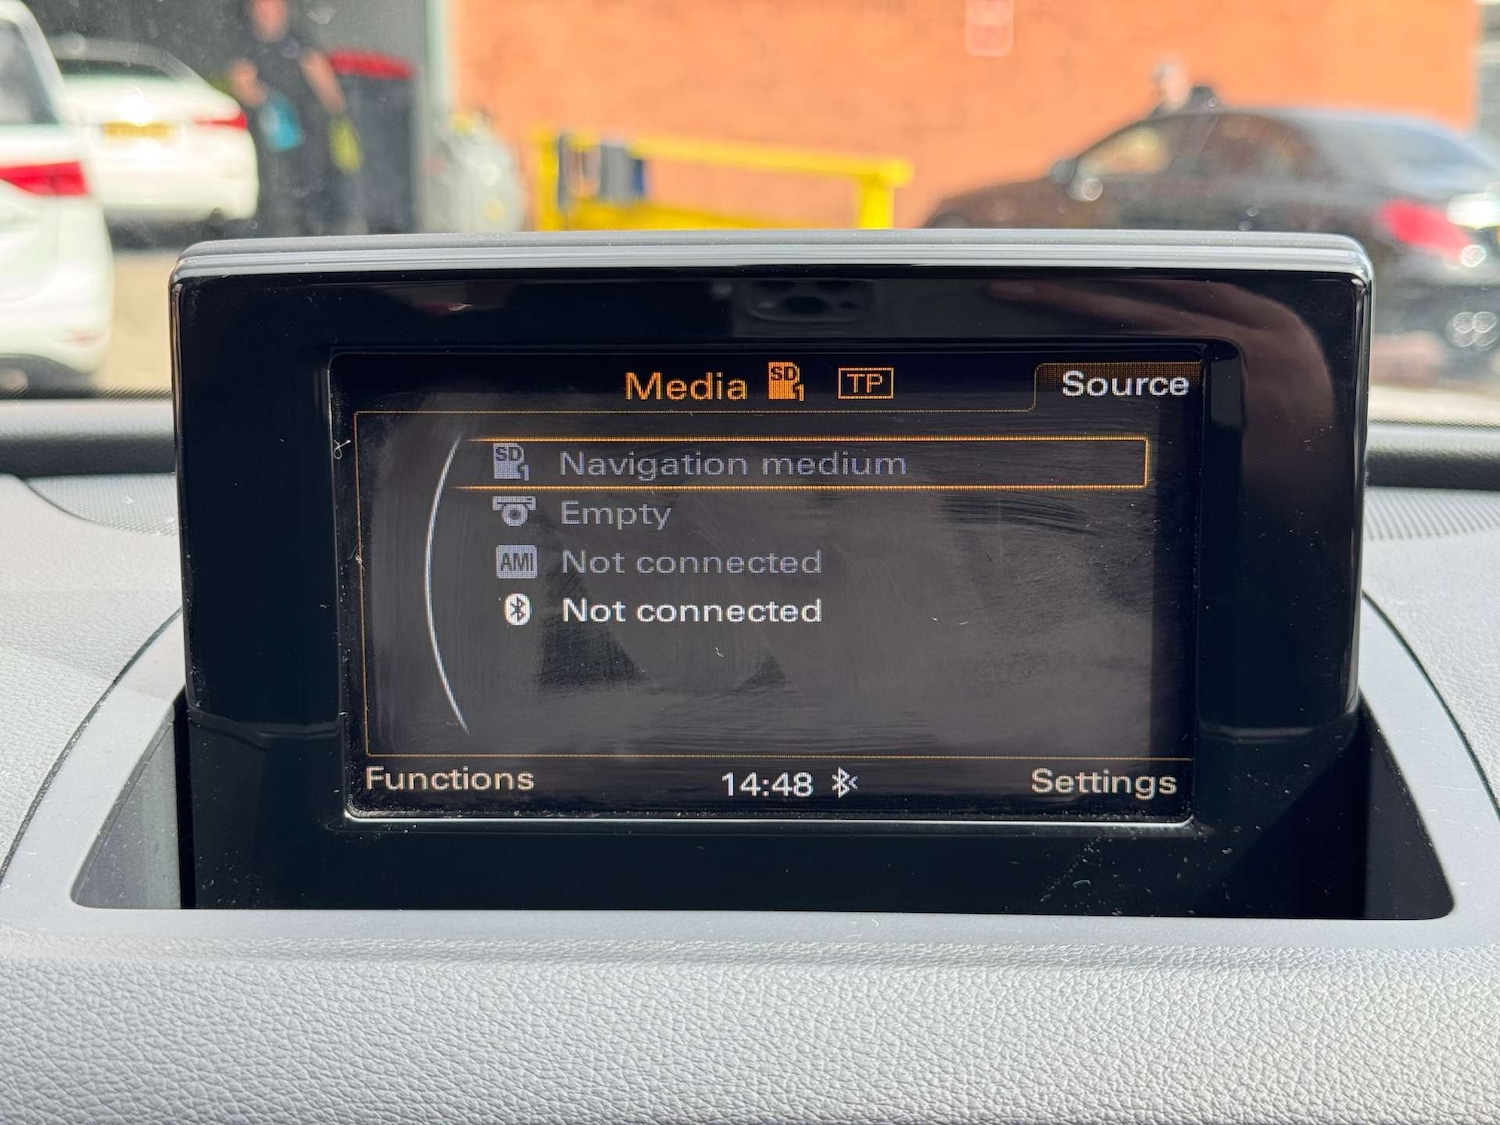 Media SD 1 TP Source
SD 1 Navigation medium
Empty
AMI Not connected
Not connected
Functions 14:48 Settings